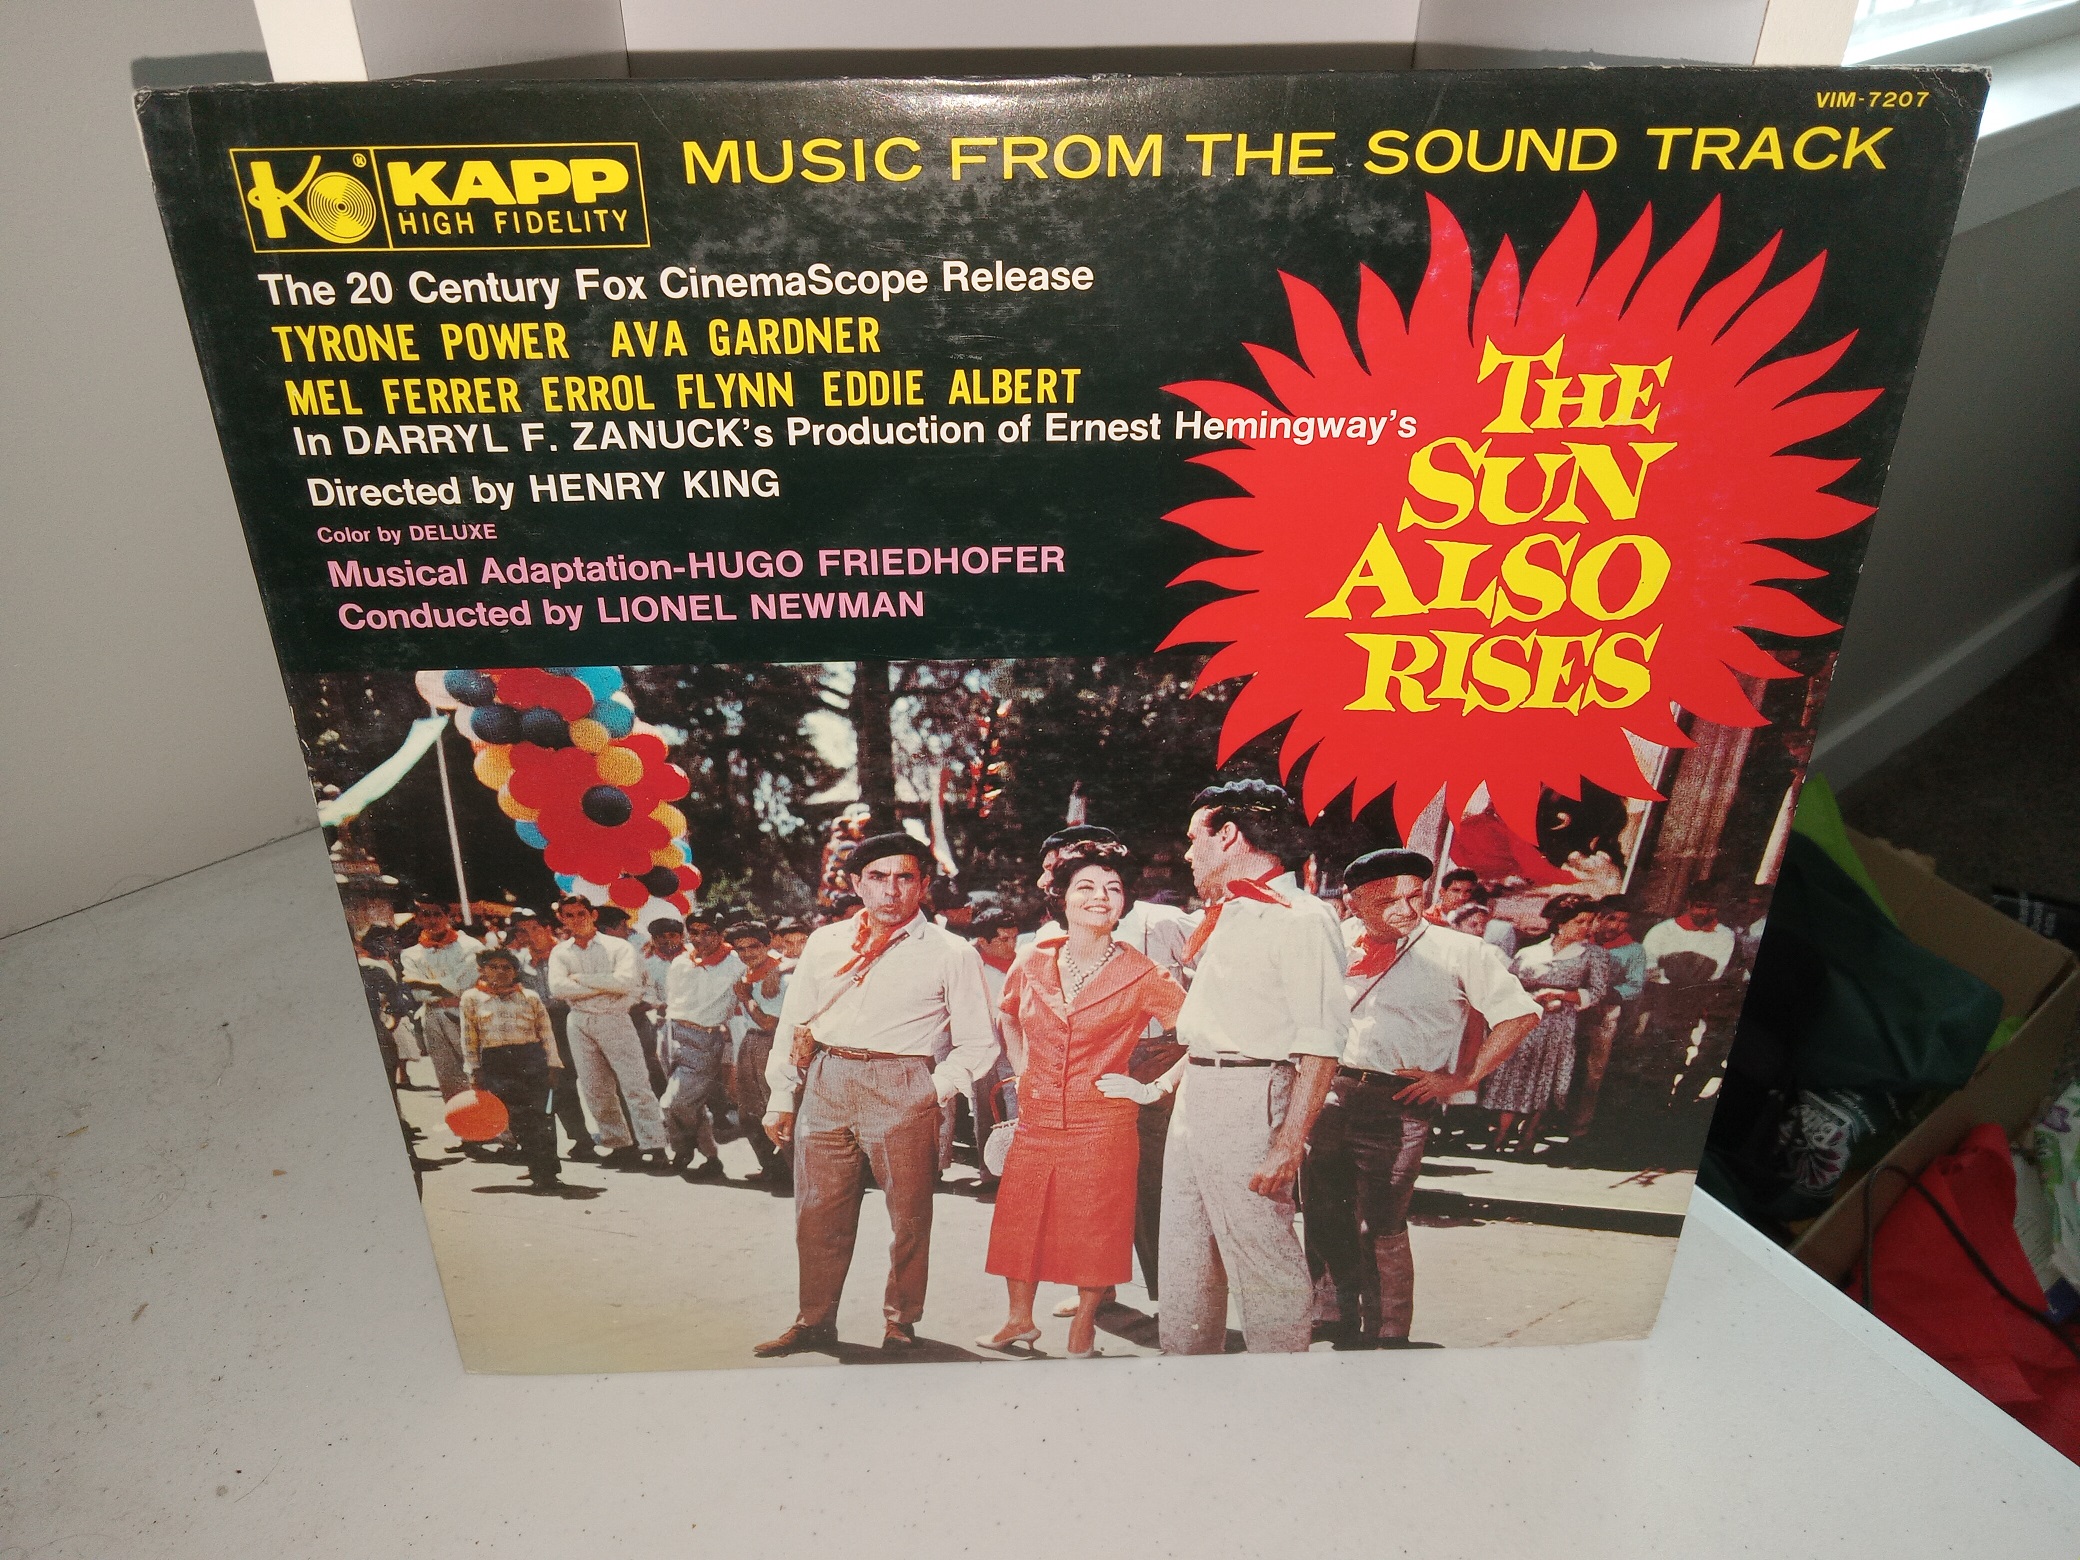 VIM-7207
KAPP
HIGH FIDELITY
MUSIC FROM THE SOUND TRACK
The 20 Century Fox CinemaScope Release
TYRONE POWER AVA GARDNER
MEL FERRER ERROL FLYNN EDDIE ALBERT
In DARRYL F. ZANUCK's Production of Ernest Hemingway's
Directed by HENRY KING
Color by DELUXE
Musical Adaptation-HUGO FRIEDHOFER
Conducted by LIONEL NEWMAN
THE
SUN
ALSO
RISES